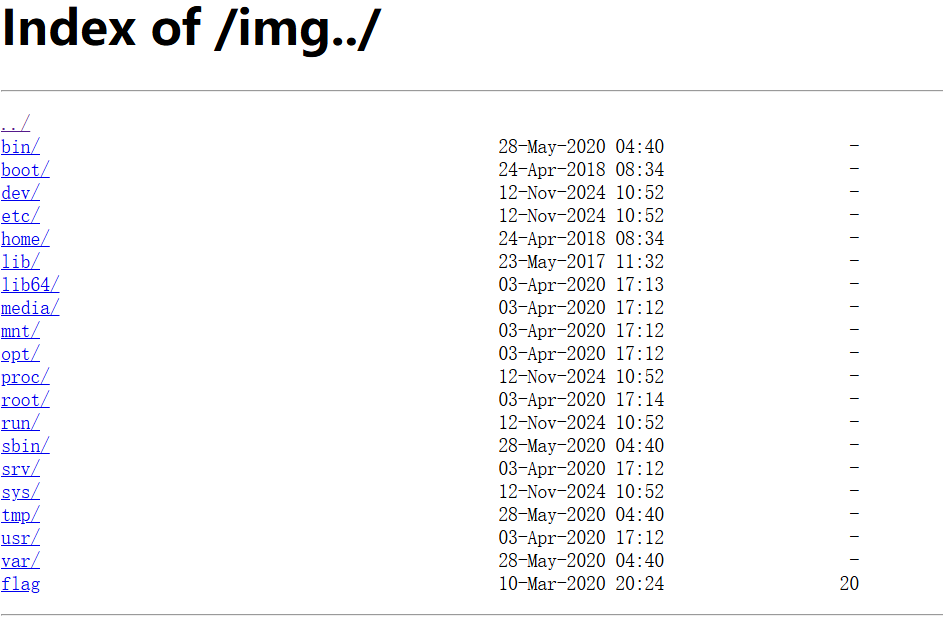 Index of /img../
../
bin/ 28-May-2020 04:40 -
boot/ 24-Apr-2018 08:34 -
dev/ 12-Nov-2024 10:52 -
etc/ 12-Nov-2024 10:52 -
home/ 24-Apr-2018 08:34 -
lib/ 23-May-2017 11:32 -
lib64/ 03-Apr-2020 17:13 -
media/ 03-Apr-2020 17:12 -
mnt/ 03-Apr-2020 17:12 -
opt/ 03-Apr-2020 17:12 -
proc/ 12-Nov-2024 10:52 -
root/ 03-Apr-2020 17:14 -
run/ 12-Nov-2024 10:52 -
sbin/ 28-May-2020 04:40 -
srv/ 03-Apr-2020 17:12 -
sys/ 12-Nov-2024 10:52 -
tmp/ 28-May-2020 04:40 -
usr/ 03-Apr-2020 17:12 -
var/ 28-May-2020 04:40 -
flag 10-Mar-2020 20:24 20